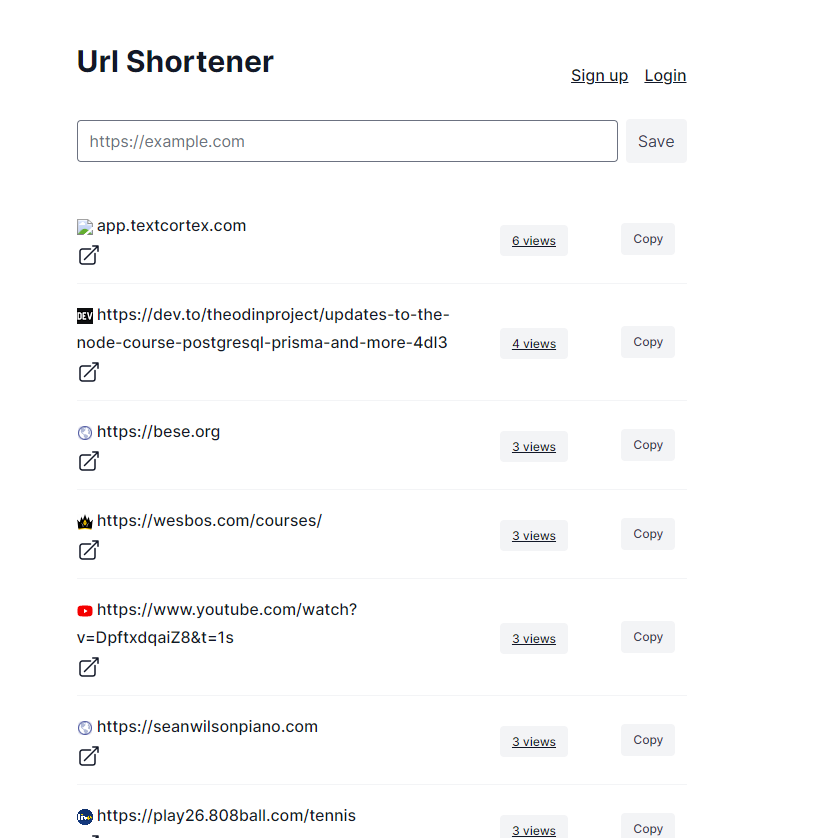 Url Shortener
Sign up Login
https://example.com Save
app.textcortex.com
6 views Copy
DEV https://dev.to/theodinproject/updates-to-the-
node-course-postgresql-prisma-and-more-4dl3
4 views Copy
https://bese.org
3 views Copy
https://wesbos.com/courses/
3 views Copy
https://www.youtube.com/watch?
v=DpftxdqaiZ8&t=1s
3 views Copy
https://seanwilsonpiano.com
3 views Copy
https://play26.808ball.com/tennis
3 views Copy